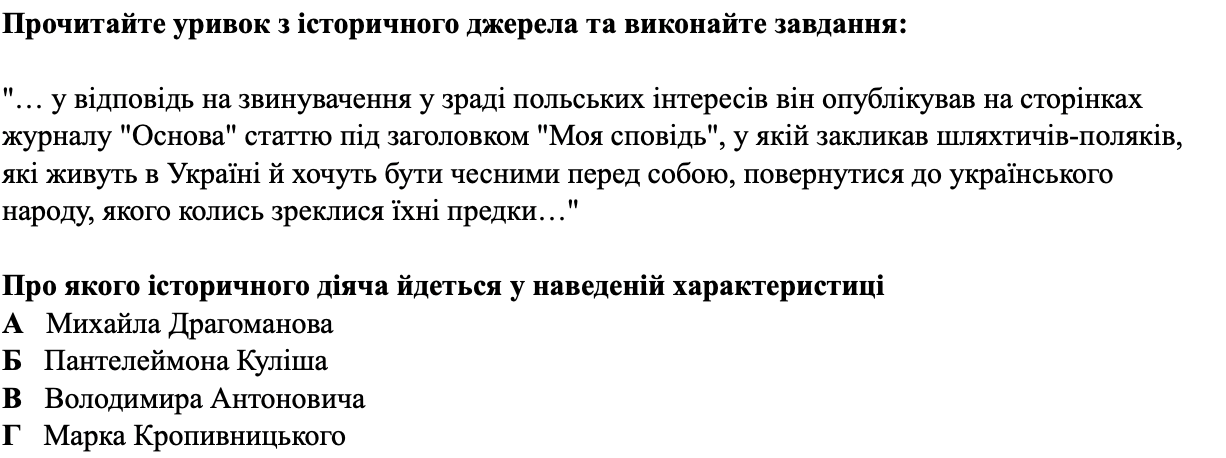 Прочитайте уривок з історичного джерела та виконайте завдання:
"… у відповідь на звинувачення у зраді польських інтересів він опублікував на сторінках
журналу "Основа" статтю під заголовком "Моя сповідь", у якій закликав шляхтичів-поляків,
які живуть в Україні й хочуть бути чесними перед собою, повернутися до українського
народу, якого колись зреклися їхні предки…"
Про якого історичного діяча йдеться у наведеній характеристиці
А Михайла Драгоманова
Б Пантелеймона Куліша
В Володимира Антоновича
Г Марка Кропивницького